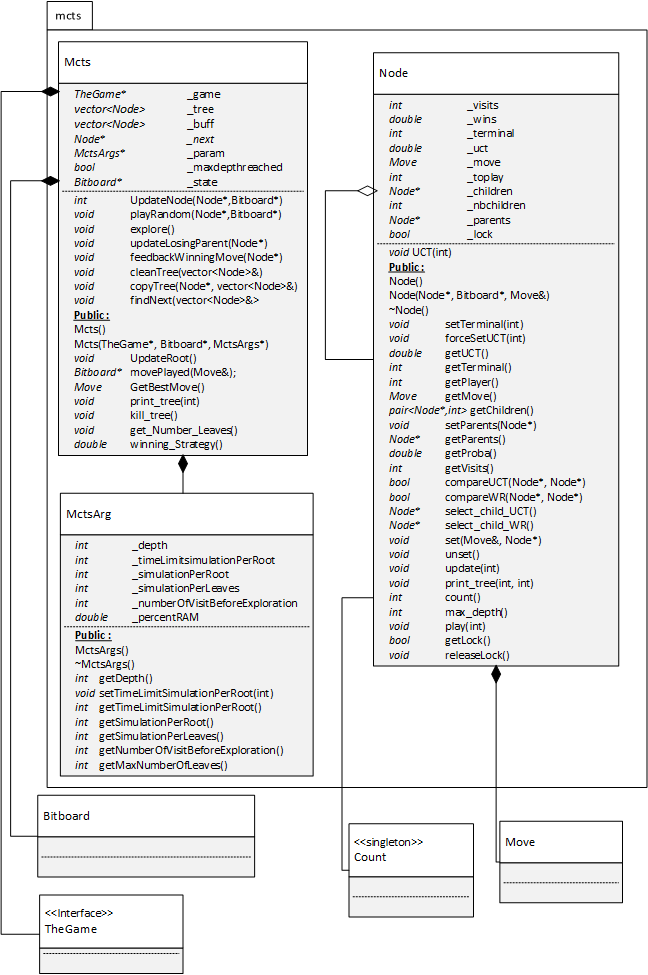 mcts
Mcts
TheGame* _game
vector<Node> _tree
vector<Node> _buff
Node* _next
MctsArgs* _param
bool _maxdepthreached
Bitboard* _state
int UpdateNode(Node*,Bitboard*)
void playRandom(Node*,Bitboard*)
void explore()
void updateLosingParent(Node*)
void feedbackWinningMove(Node*)
void cleanTree(vector<Node>&)
void copyTree(Node*, vector<Node>&)
void findNext(vector<Node>&>
Public :
Mcts()
Mcts(TheGame*, Bitboard*, MctsArgs*)
void UpdateRoot()
Bitboard* movePlayed(Move&);
Move GetBestMove()
void print_tree(int)
void kill_tree()
void get_Number_Leaves()
double winning_Strategy()
MctsArg
int _depth
int _timeLimitsimulationPerRoot
int _simulationPerRoot
int _simulationPerLeaves
int _numberOfVisitBeforeExploration
double _percentRAM
Public :
MctsArgs()
~MctsArgs()
int getDepth()
void setTimeLimitSimulationPerRoot(int)
int getTimeLimitSimulationPerRoot()
int getSimulationPerRoot()
int getSimulationPerLeaves()
int getNumberOfVisitBeforeExploration()
int getMaxNumberOfLeaves()
Node
int _visits
double _wins
int _terminal
double _uct
Move _move
int _toplay
Node* _children
int _nbchildren
Node* _parents
bool _lock
void UCT(int)
Public :
Node()
Node(Node*, Bitboard*, Move&)
~Node()
void setTerminal(int)
void forceSetUCT(int)
double getUCT()
int getTerminal()
int getPlayer()
Move getMove()
pair<Node*,int> getChildren()
void setParents(Node*)
Node* getParents()
double getProba()
int getVisits()
bool compareUCT(Node*, Node*)
bool compareWR(Node*, Node*)
Node* select_child_UCT()
Node* select_child_WR()
void set(Move&, Node*)
void unset()
void update(int)
void print_tree(int, int)
int count()
int max_depth()
void play(int)
bool getLock()
void releaseLock()
Bitboard
<<Interface>>
TheGame
<<singleton>>
Count
Move